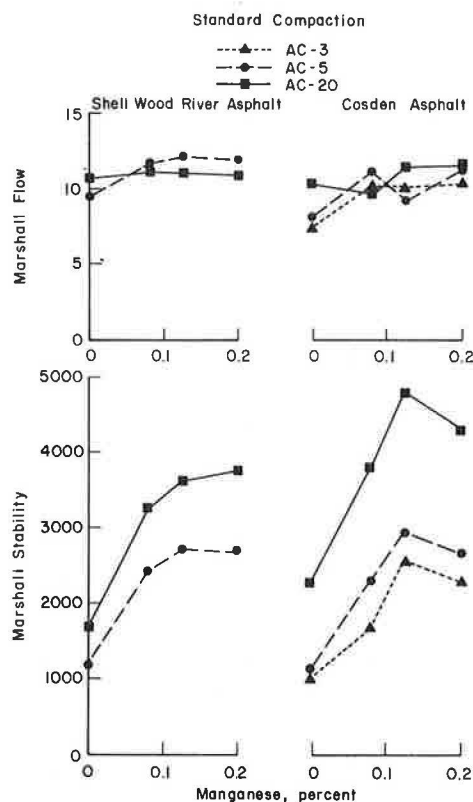 Standard Compaction
AC-3
AC-5
AC-20
Shell Wood River Asphalt
Cosden Asphalt
Marshall Flow
15
10
5
0
0 0.1 0.2
0 0.1 0.2
Marshall Stability
5000
4000
3000
2000
1000
0
0 0.1 0.2
0 0.1 0.2
Manganese, percent